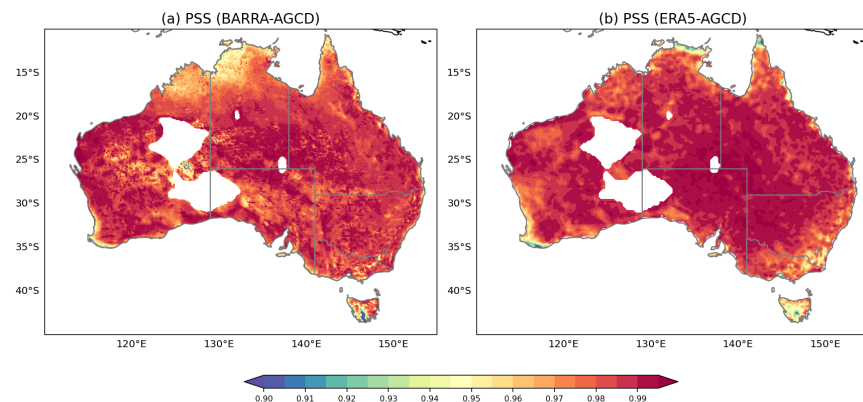 (a) PSS (BARRA-AGCD)
(b) PSS (ERA5-AGCD)
15°S
20°S
25°S
30°S
35°S
40°S
120°E 130°E 140°E 150°E
15°S
20°S
25°S
30°S
35°S
40°S
120°E 130°E 140°E 150°E
0.90 0.91 0.92 0.93 0.94 0.95 0.96 0.97 0.98 0.99